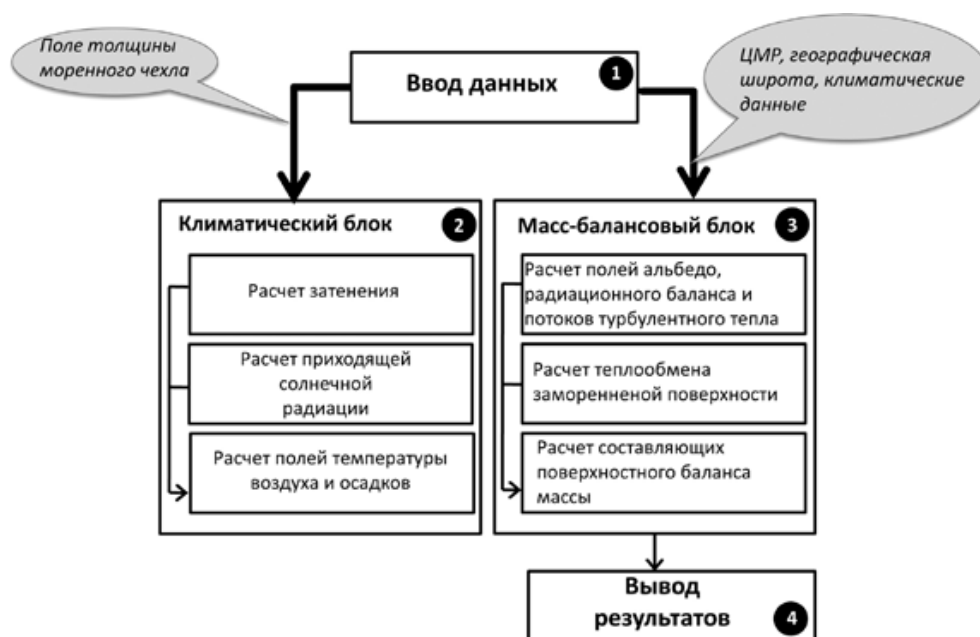 Поле толщины
моренного чехла
Ввод данных
1
ЦМР, географическая
широта, климатические
данные
Климатический блок
2
Расчет затенения
Расчет приходящей
солнечной
радиации
Расчет полей температуры
воздуха и осадков
Масс-балансовый блок
3
Расчет полей альбедо,
радиационного баланса и
потоков турбулентного тепла
Расчет теплообмена
заморенненой поверхности
Расчет составляющих
поверхностного баланса
массы
Вывод
результатов
4